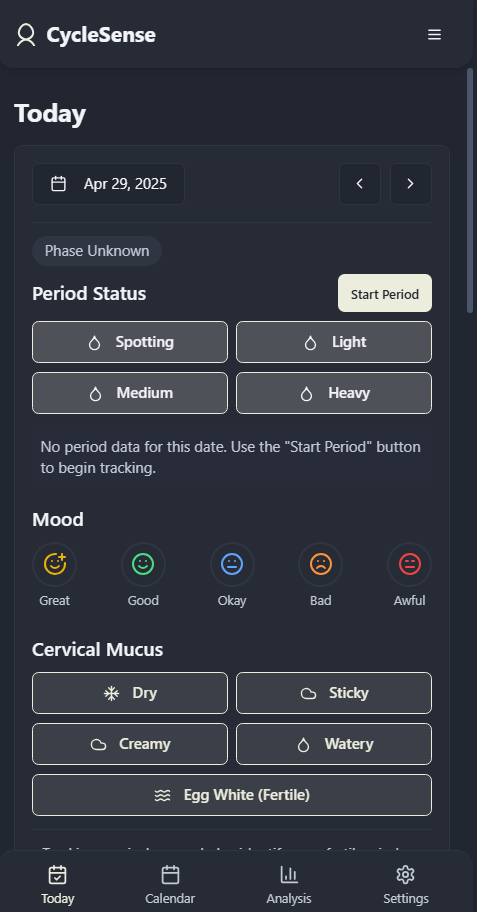 CycleSense
Today
Apr 29, 2025
Phase Unknown
Period Status
Start Period
Spotting
Light
Medium
Heavy
No period data for this date. Use the "Start Period" button
to begin tracking.
Mood
Great
Good
Okay
Bad
Awful
Cervical Mucus
Dry
Sticky
Creamy
Watery
Egg White (Fertile)
Today
Calendar
Analysis
Settings